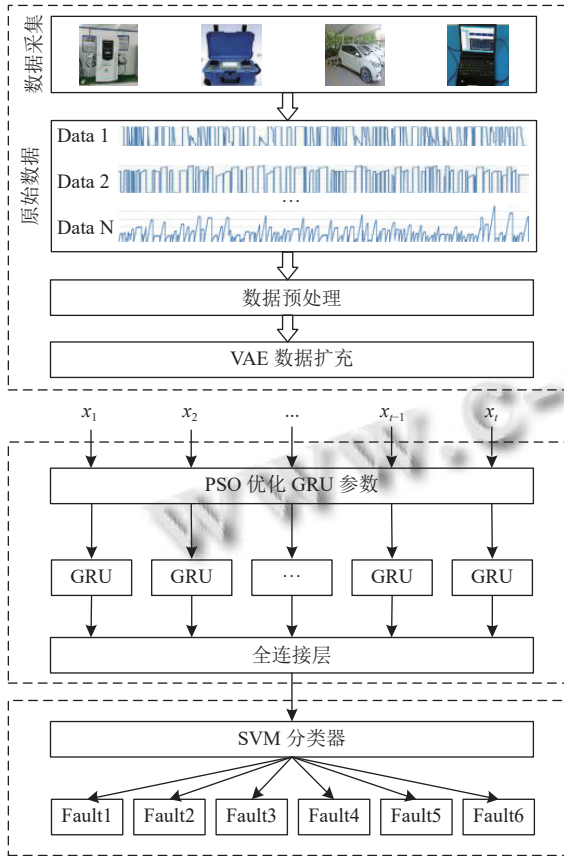 数据采集
原始数据
Data 1
Data 2
…
Data N
数据预处理
VAE 数据扩充
x1 x2 ... xt−1 xt
PSO 优化 GRU 参数
GRU GRU … GRU GRU
全连接层
SVM 分类器
Fault1 Fault2 Fault3 Fault4 Fault5 Fault6
www.c-